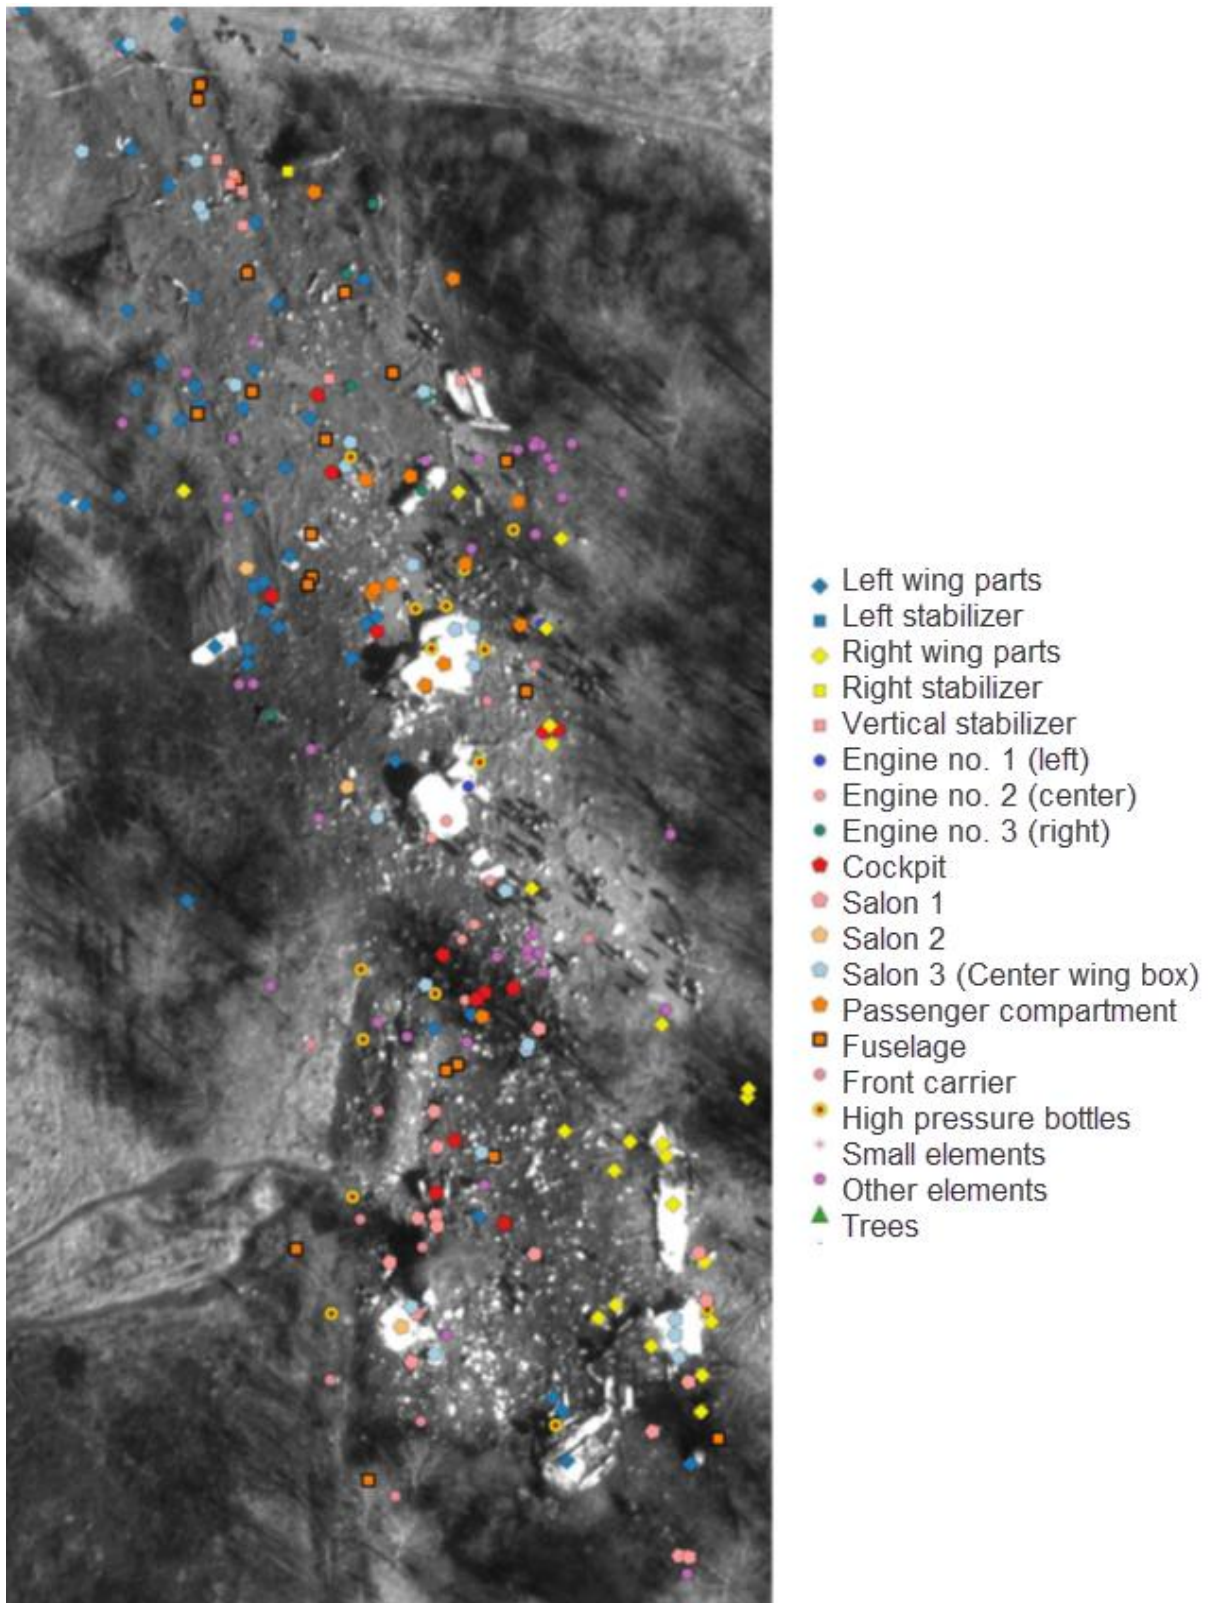 Left wing parts
Left stabilizer
Right wing parts
Right stabilizer
Vertical stabilizer
Engine no. 1 (left)
Engine no. 2 (center)
Engine no. 3 (right)
Cockpit
Salon 1
Salon 2
Salon 3 (Center wing box)
Passenger compartment
Fuselage
Front carrier
High pressure bottles
Small elements
Other elements
Trees